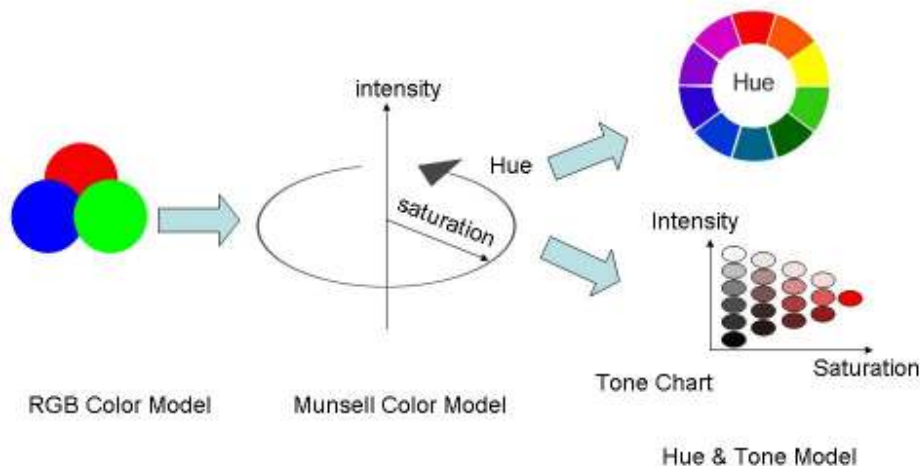 intensity
Hue
saturation
Hue
Intensity
Saturation
Tone Chart
RGB Color Model
Munsell Color Model
Hue & Tone Model